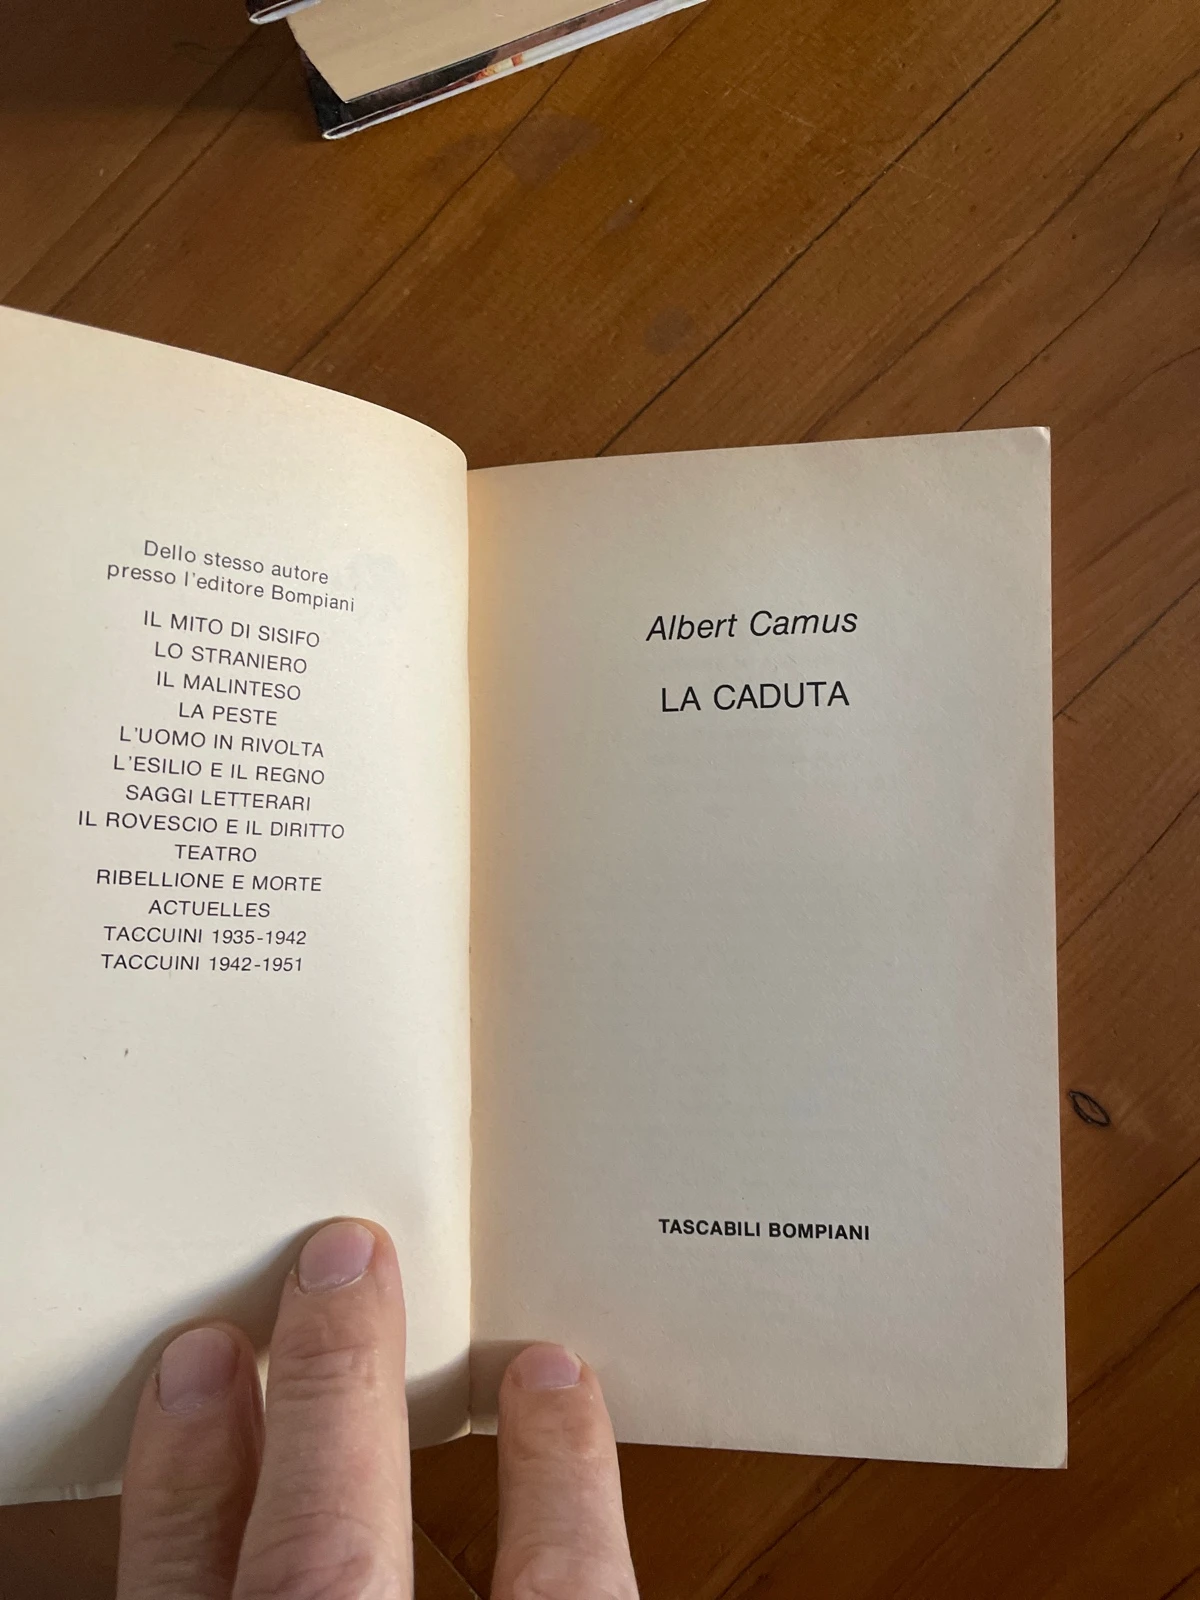 Dello stesso autore
presso l'editore Bompiani
IL MITO DI SISIFO
LO STRANIERO
IL MALINTESO
LA PESTE
L'UOMO IN RIVOLTA
L'ESILIO E IL REGNO
SAGGI LETTERARI
IL ROVESCIO E IL DIRITTO
TEATRO
RIBELLIONE E MORTE
ACTUELLES
TACCUINI 1935-1942
TACCUINI 1942-1951
Albert Camus
LA CADUTA
TASCABILI BOMPIANI